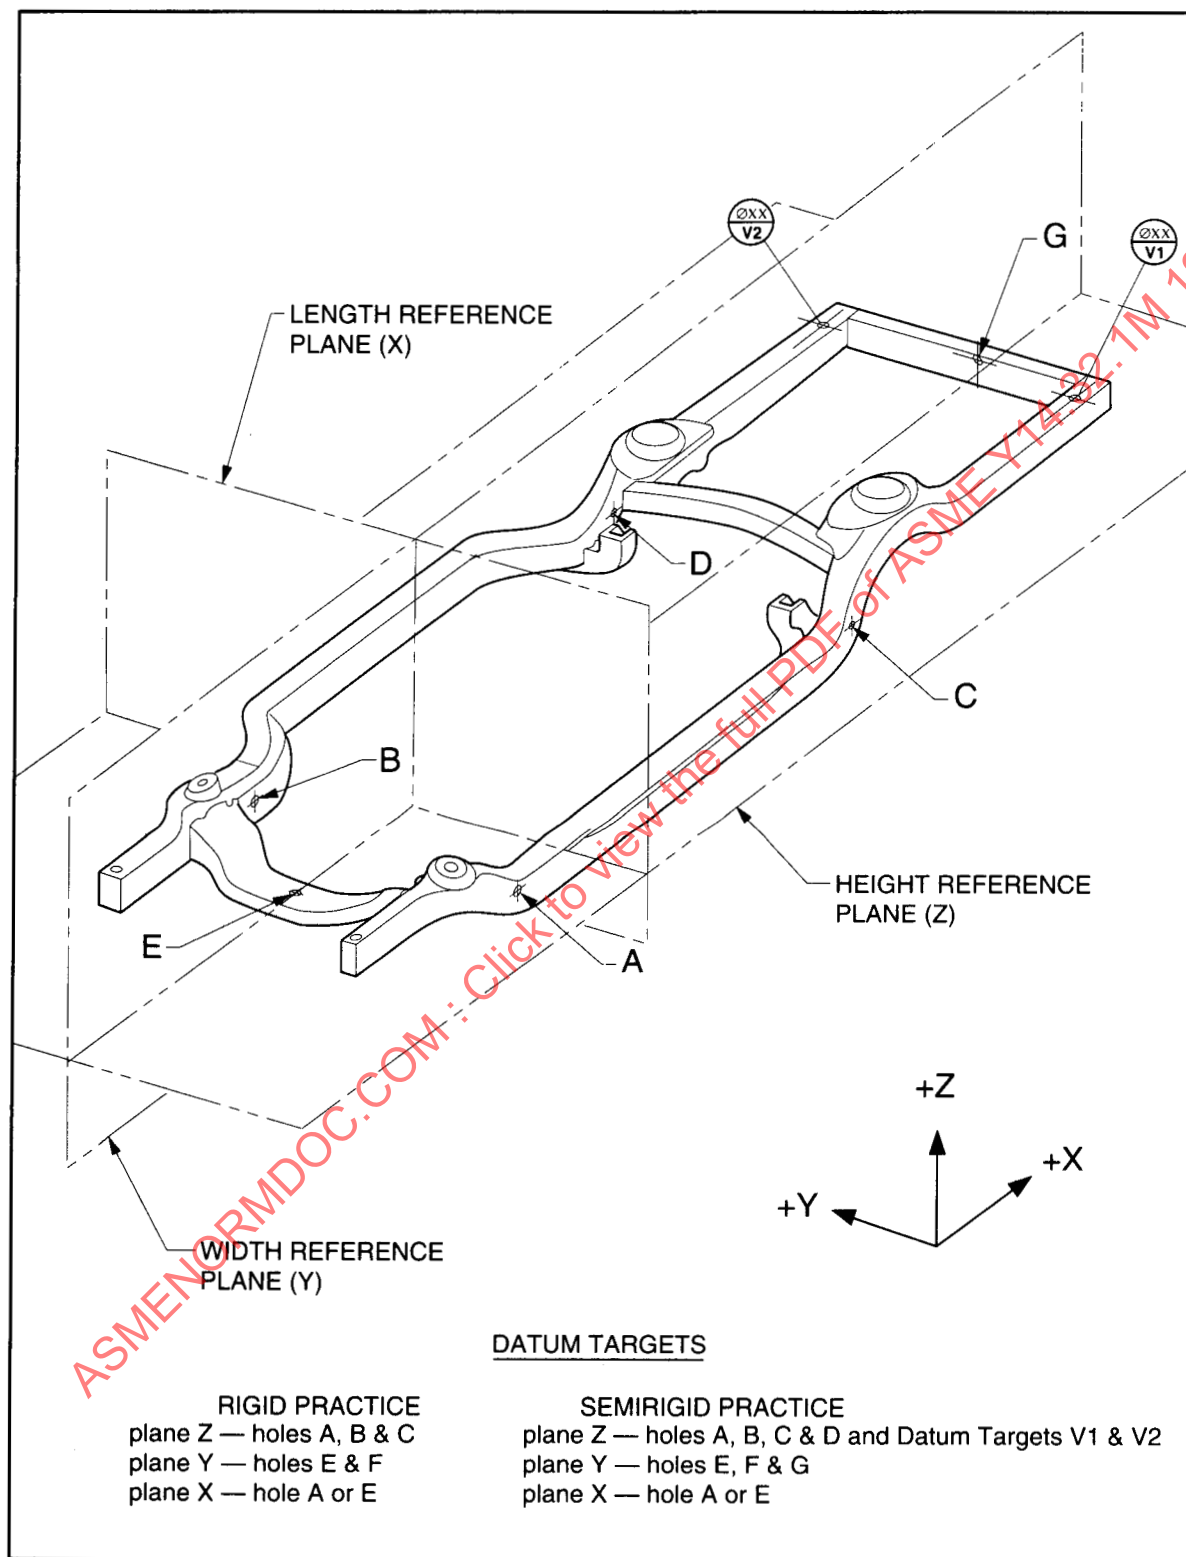 ØXX
V2
G
ØXX
V1
LENGTH REFERENCE
PLANE (X)
D
C
B
HEIGHT REFERENCE
PLANE (Z)
E
A
+Z
+X
+Y
WIDTH REFERENCE
PLANE (Y)
ASMENORMDOC.COM : Click to view the full PDF of ASME Y14.32.1M
DATUM TARGETS
RIGID PRACTICE
plane Z — holes A, B & C
plane Y — holes E & F
plane X — hole A or E
SEMIRIGID PRACTICE
plane Z — holes A, B, C & D and Datum Targets V1 & V2
plane Y — holes E, F & G
plane X — hole A or E